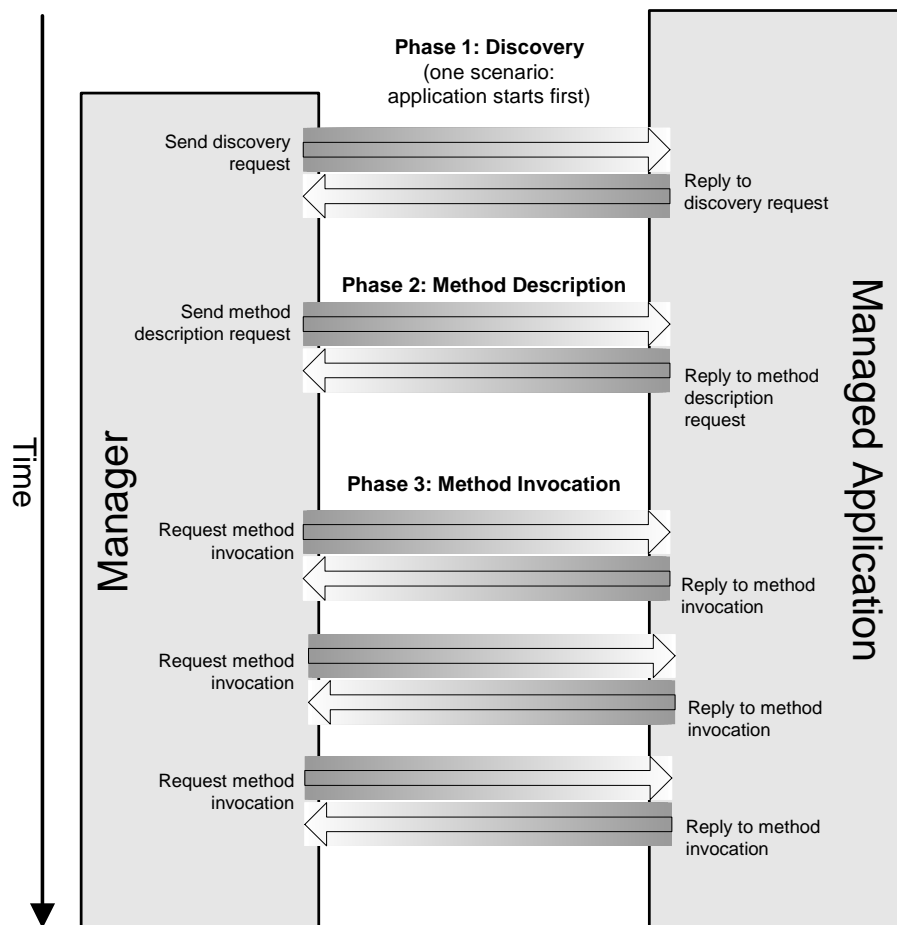 Phase 1: Discovery
(one scenario:
application starts first)
Send discovery
request
Reply to
discovery request
Phase 2: Method Description
Send method
description request
Reply to method
description
request
Phase 3: Method Invocation
Request method
invocation
Reply to method
invocation
Request method
invocation
Reply to method
invocation
Request method
invocation
Reply to method
invocation
Time
Manager
Managed Application